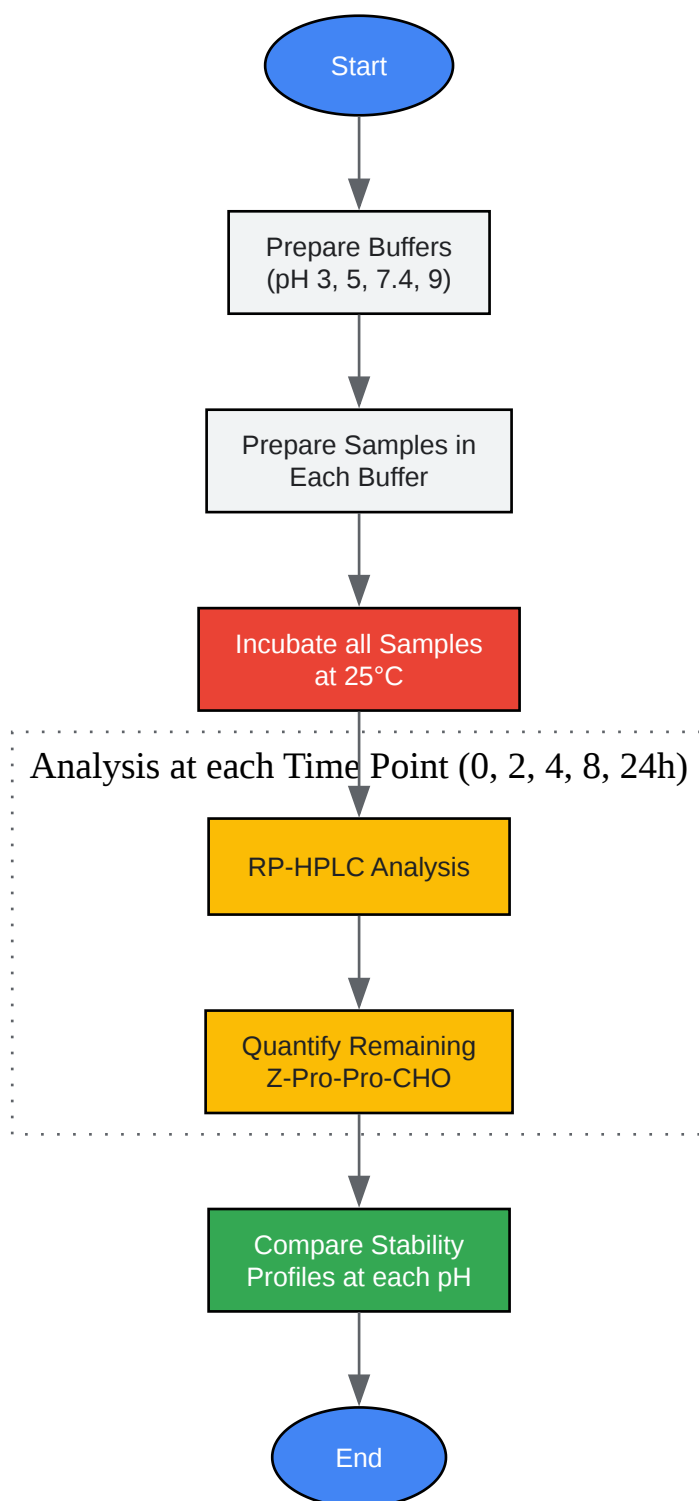 Start
Prepare Buffers
(pH 3, 5, 7.4, 9)
Prepare Samples in
Each Buffer
Incubate all Samples
at 25°C
Analysis at each Time Point (0, 2, 4, 8, 24h)
RP-HPLC Analysis
Quantify Remaining
Z-Pro-Pro-CHO
Compare Stability
Profiles at each pH
End